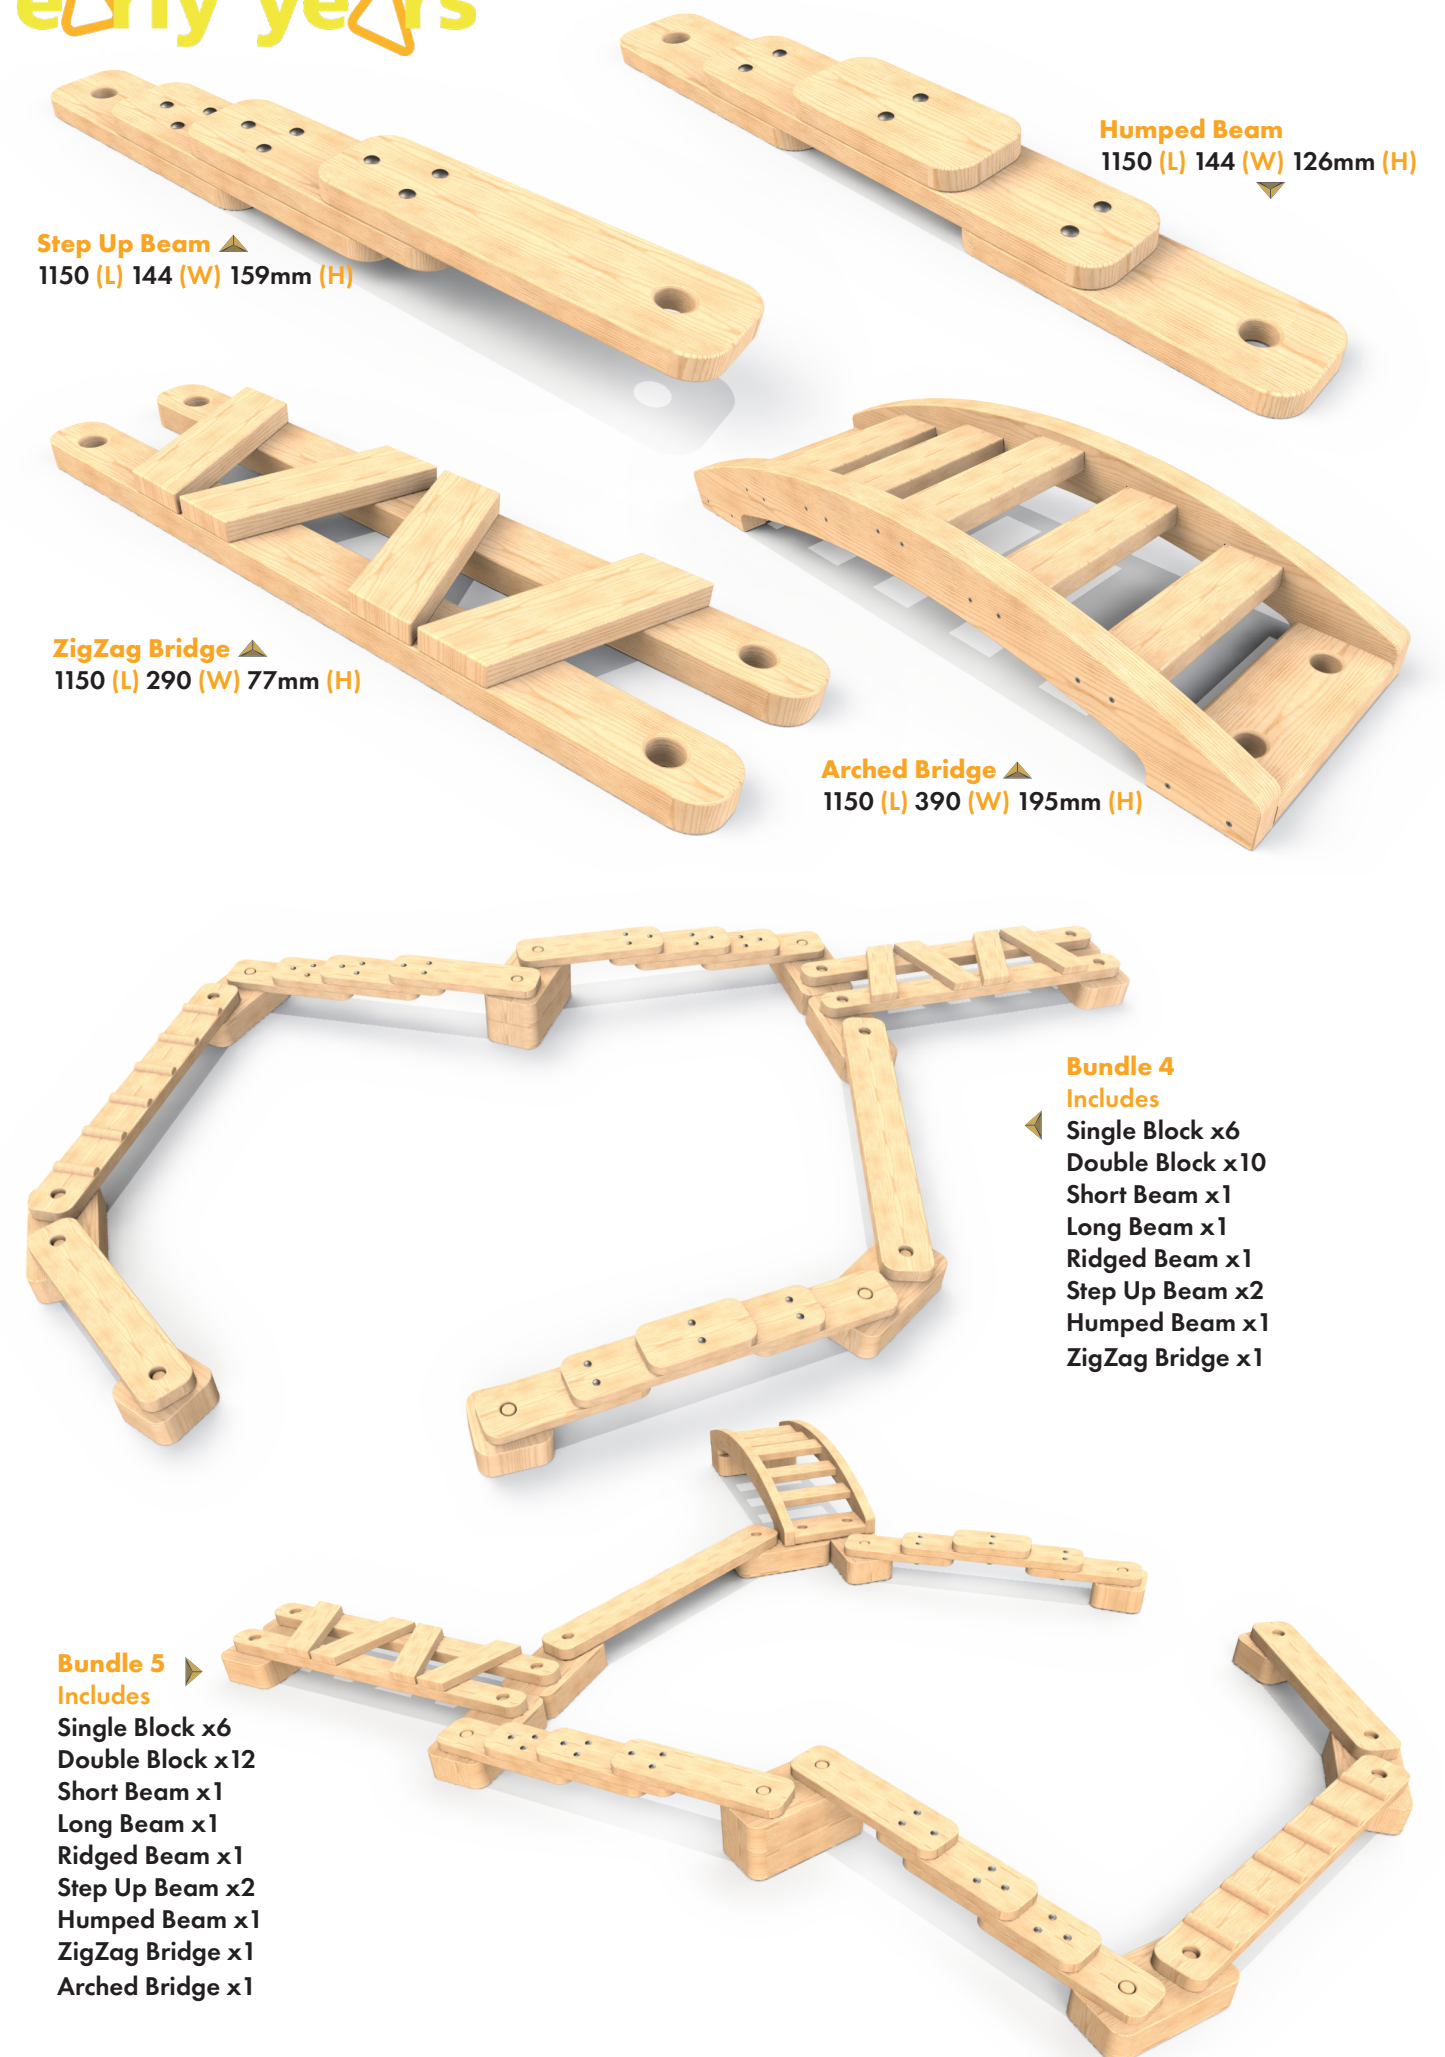 early years
Humped Beam
1150 (L) 144 (W) 126mm (H)
Step Up Beam
1150 (L) 144 (W) 159mm (H)
ZigZag Bridge
1150 (L) 290 (W) 77mm (H)
Arched Bridge
1150 (L) 390 (W) 195mm (H)
Bundle 4
Includes
Single Block x6
Double Block x10
Short Beam x1
Long Beam x1
Ridged Beam x1
Step Up Beam x2
Humped Beam x1
ZigZag Bridge x1
Bundle 5
Includes
Single Block x6
Double Block x12
Short Beam x1
Long Beam x1
Ridged Beam x1
Step Up Beam x2
Humped Beam x1
ZigZag Bridge x1
Arched Bridge x1